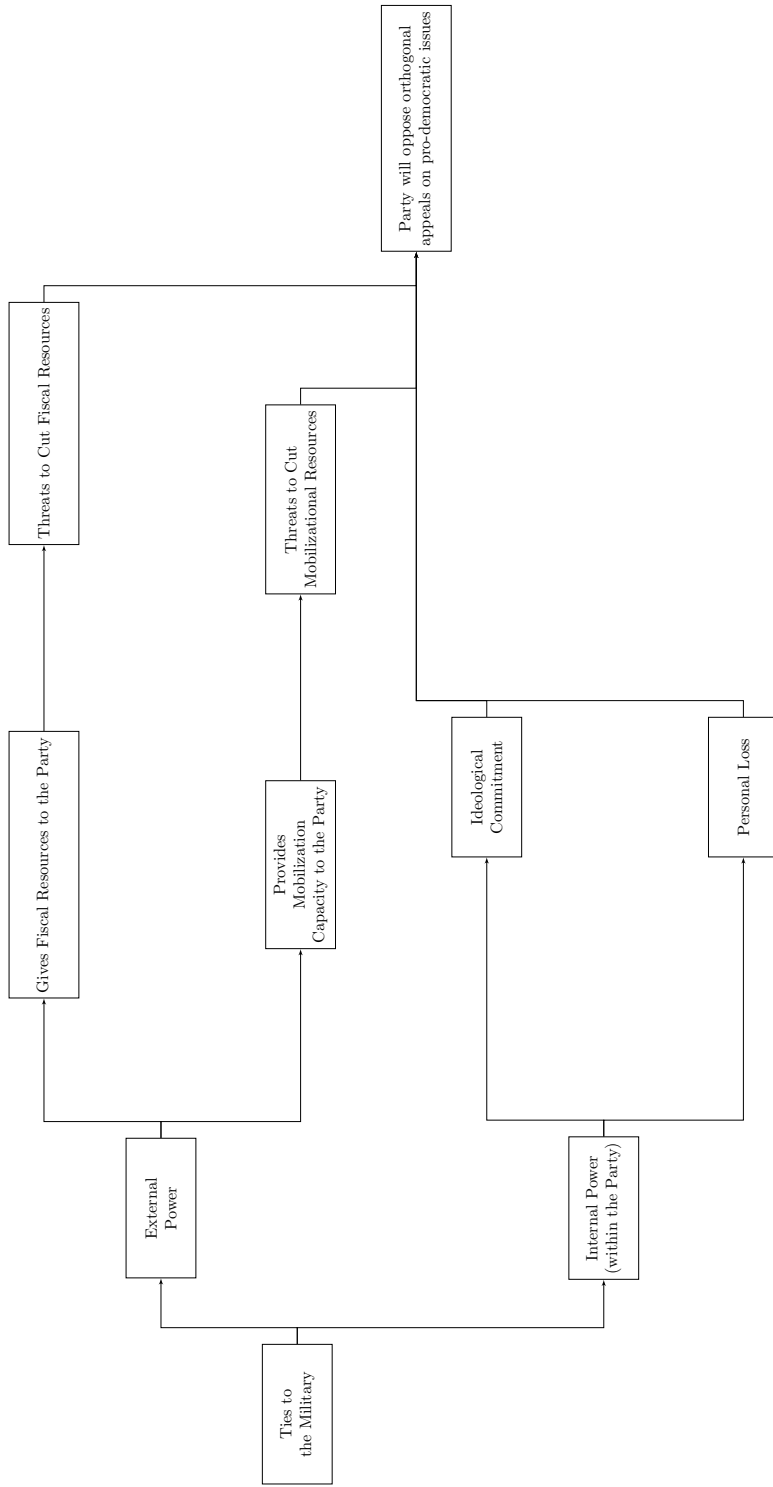 Ties to
the Military
External
Power
Internal Power
(within the Party)
Gives Fiscal Resources to the Party
Provides
Mobilization
Capacity to the Party
Ideological
Commitment
Personal Loss
Threats to Cut Fiscal Resources
Threats to Cut
Mobilizational Resources
Party will oppose orthogonal
appeals on pro-democratic issues